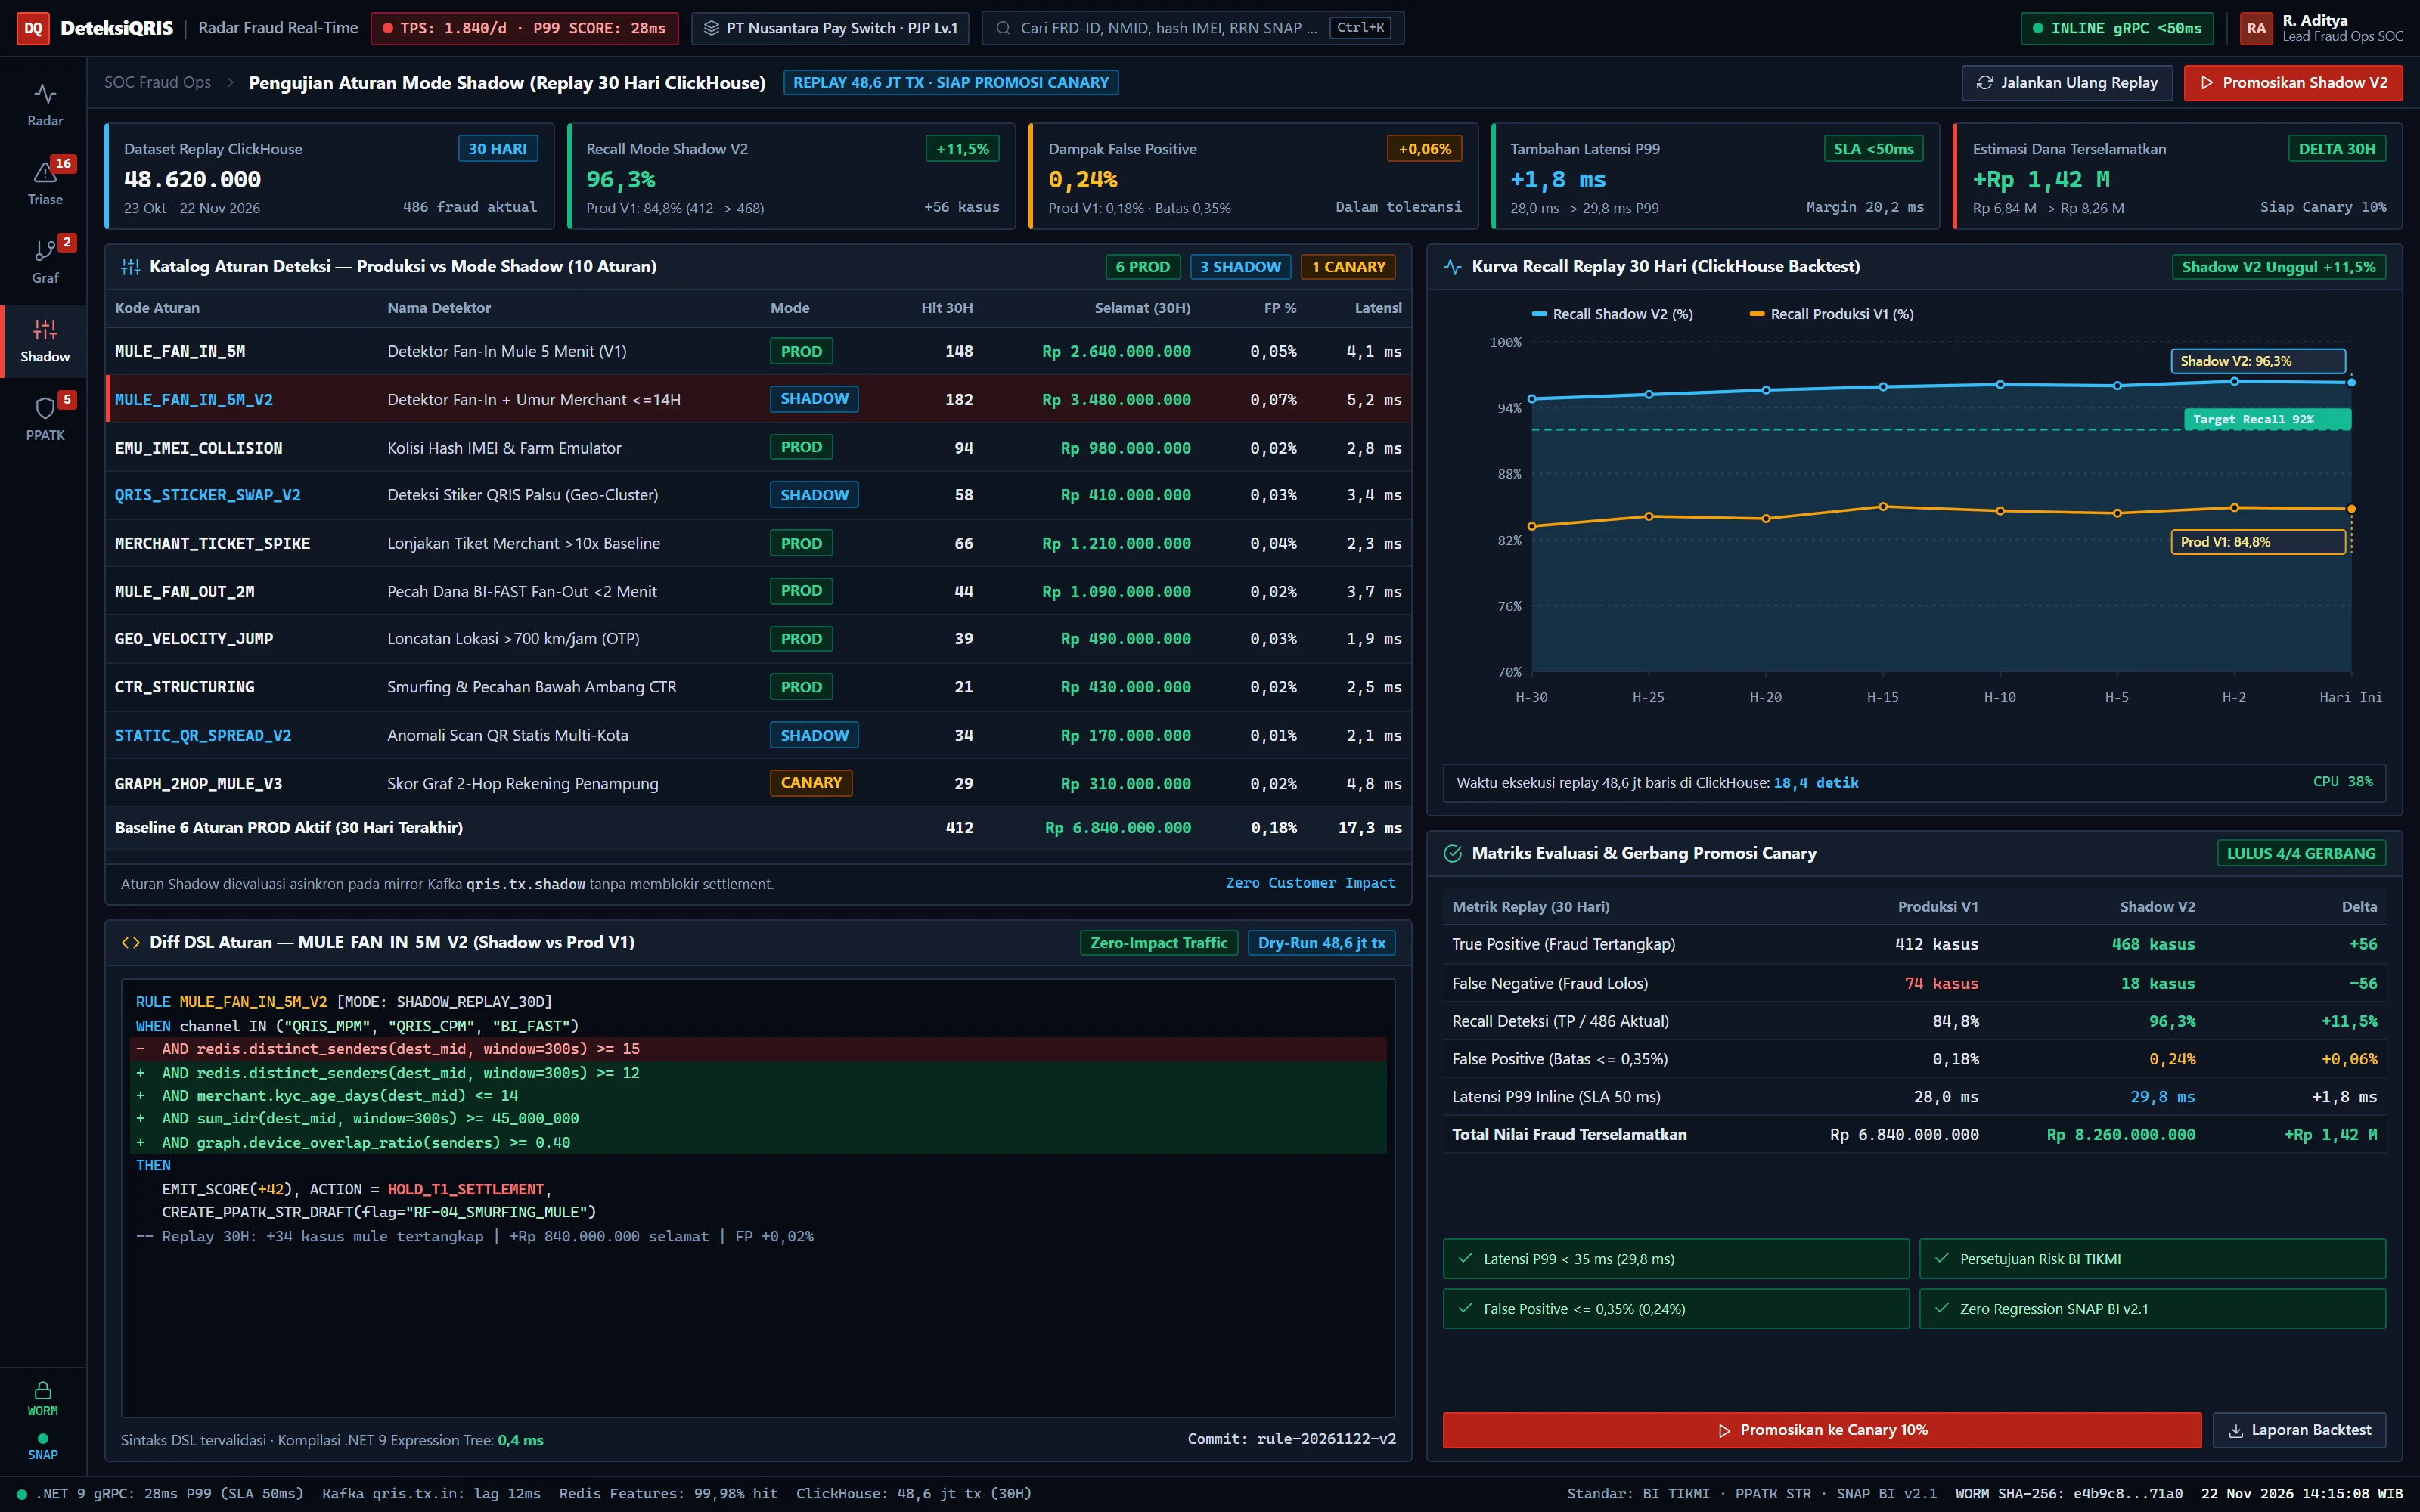 DQ DeteksiQRIS Radar Fraud Real-Time TPS: 1.840/d · P99 SCORE: 28ms PT Nusantara Pay Switch · PJP Lv.1 Cari FRD-ID, NMID, hash IMEI, RRN SNAP ... Ctrl+K INLINE gRPC <50ms RA R. Aditya
Lead Fraud Ops SOC
SOC Fraud Ops Pengujian Aturan Mode Shadow (Replay 30 Hari ClickHouse) REPLAY 48,6 JT TX · SIAP PROMOSI CANARY Jalankan Ulang Replay Promosikan Shadow V2
Radar
16
Triase
2
Graf
Shadow
5
PPATK
WORM
SNAP
Dataset Replay ClickHouse 30 HARI
48.620.000
23 Okt - 22 Nov 2026 486 fraud aktual
Recall Mode Shadow V2 +11,5%
96,3%
Prod V1: 84,8% (412 -> 468) +56 kasus
Dampak False Positive +0,06%
0,24%
Prod V1: 0,18% · Batas 0,35% Dalam toleransi
Tambahan Latensi P99 SLA <50ms
+1,8 ms
28,0 ms -> 29,8 ms P99 Margin 20,2 ms
Estimasi Dana Terselamatkan DELTA 30H
+Rp 1,42 M
Rp 6,84 M -> Rp 8,26 M Siap Canary 10%
Katalog Aturan Deteksi — Produksi vs Mode Shadow (10 Aturan) 6 PROD 3 SHADOW 1 CANARY
Kode Aturan Nama Detektor Mode Hit 30H Selamat (30H) FP % Latensi
MULE_FAN_IN_5M Detektor Fan-In Mule 5 Menit (V1) PROD 148 Rp 2.640.000.000 0,05% 4,1 ms
MULE_FAN_IN_5M_V2 Detektor Fan-In + Umur Merchant <=14H SHADOW 182 Rp 3.480.000.000 0,07% 5,2 ms
EMU_IMEI_COLLISION Kolisi Hash IMEI & Farm Emulator PROD 94 Rp 980.000.000 0,02% 2,8 ms
QRIS_STICKER_SWAP_V2 Deteksi Stiker QRIS Palsu (Geo-Cluster) SHADOW 58 Rp 410.000.000 0,03% 3,4 ms
MERCHANT_TICKET_SPIKE Lonjakan Tiket Merchant >10x Baseline PROD 66 Rp 1.210.000.000 0,04% 2,3 ms
MULE_FAN_OUT_2M Pecah Dana BI-FAST Fan-Out <2 Menit PROD 44 Rp 1.090.000.000 0,02% 3,7 ms
GEO_VELOCITY_JUMP Loncatan Lokasi >700 km/jam (OTP) PROD 39 Rp 490.000.000 0,03% 1,9 ms
CTR_STRUCTURING Smurfing & Pecahan Bawah Ambang CTR PROD 21 Rp 430.000.000 0,02% 2,5 ms
STATIC_QR_SPREAD_V2 Anomali Scan QR Statis Multi-Kota SHADOW 34 Rp 170.000.000 0,01% 2,1 ms
GRAPH_2HOP_MULE_V3 Skor Graf 2-Hop Rekening Penampung CANARY 29 Rp 310.000.000 0,02% 4,8 ms
Baseline 6 Aturan PROD Aktif (30 Hari Terakhir) 412 Rp 6.840.000.000 0,18% 17,3 ms
Aturan Shadow dievaluasi asinkron pada mirror Kafka qris.tx.shadow tanpa memblokir settlement. Zero Customer Impact
Diff DSL Aturan — MULE_FAN_IN_5M_V2 (Shadow vs Prod V1) Zero-Impact Traffic Dry-Run 48,6 jt tx
RULE MULE_FAN_IN_5M_V2 [MODE: SHADOW_REPLAY_30D]
WHEN channel IN ("QRIS_MPM", "QRIS_CPM", "BI_FAST")
- AND redis.distinct_senders(dest_mid, window=300s) >= 15
+ AND redis.distinct_senders(dest_mid, window=300s) >= 12
+ AND merchant.kyc_age_days(dest_mid) <= 14
+ AND sum_idr(dest_mid, window=300s) >= 45_000_000
+ AND graph.device_overlap_ratio(senders) >= 0.40
THEN
EMIT_SCORE(+42), ACTION = HOLD_T1_SETTLEMENT,
CREATE_PPATK_STR_DRAFT(flag="RF-04_SMURFING_MULE")
-- Replay 30H: +34 kasus mule tertangkap | +Rp 840.000.000 selamat | FP +0,02%
Sintaks DSL tervalidasi · Kompilasi .NET 9 Expression Tree: 0,4 ms Commit: rule-20261122-v2
Kurva Recall Replay 30 Hari (ClickHouse Backtest) Shadow V2 Unggul +11,5%
Recall Shadow V2 (%) Recall Produksi V1 (%)
100%
Shadow V2: 96,3%
94%
Target Recall 92%
88%
82%
Prod V1: 84,8%
76%
70%
H-30 H-25 H-20 H-15 H-10 H-5 H-2 Hari Ini
Waktu eksekusi replay 48,6 jt baris di ClickHouse: 18,4 detik CPU 38%
Matriks Evaluasi & Gerbang Promosi Canary LULUS 4/4 GERBANG
Metrik Replay (30 Hari) Produksi V1 Shadow V2 Delta
True Positive (Fraud Tertangkap) 412 kasus 468 kasus +56
False Negative (Fraud Lolos) 74 kasus 18 kasus −56
Recall Deteksi (TP / 486 Aktual) 84,8% 96,3% +11,5%
False Positive (Batas <= 0,35%) 0,18% 0,24% +0,06%
Latensi P99 Inline (SLA 50 ms) 28,0 ms 29,8 ms +1,8 ms
Total Nilai Fraud Terselamatkan Rp 6.840.000.000 Rp 8.260.000.000 +Rp 1,42 M
Latensi P99 < 35 ms (29,8 ms) Persetujuan Risk BI TIKMI
False Positive <= 0,35% (0,24%) Zero Regression SNAP BI v2.1
Promosikan ke Canary 10% Laporan Backtest
.NET 9 gRPC: 28ms P99 (SLA 50ms) Kafka qris.tx.in: lag 12ms Redis Features: 99,98% hit ClickHouse: 48,6 jt tx (30H) Standar: BI TIKMI · PPATK STR · SNAP BI v2.1 WORM SHA-256: e4b9c8...71a0 22 Nov 2026 14:15:08 WIB